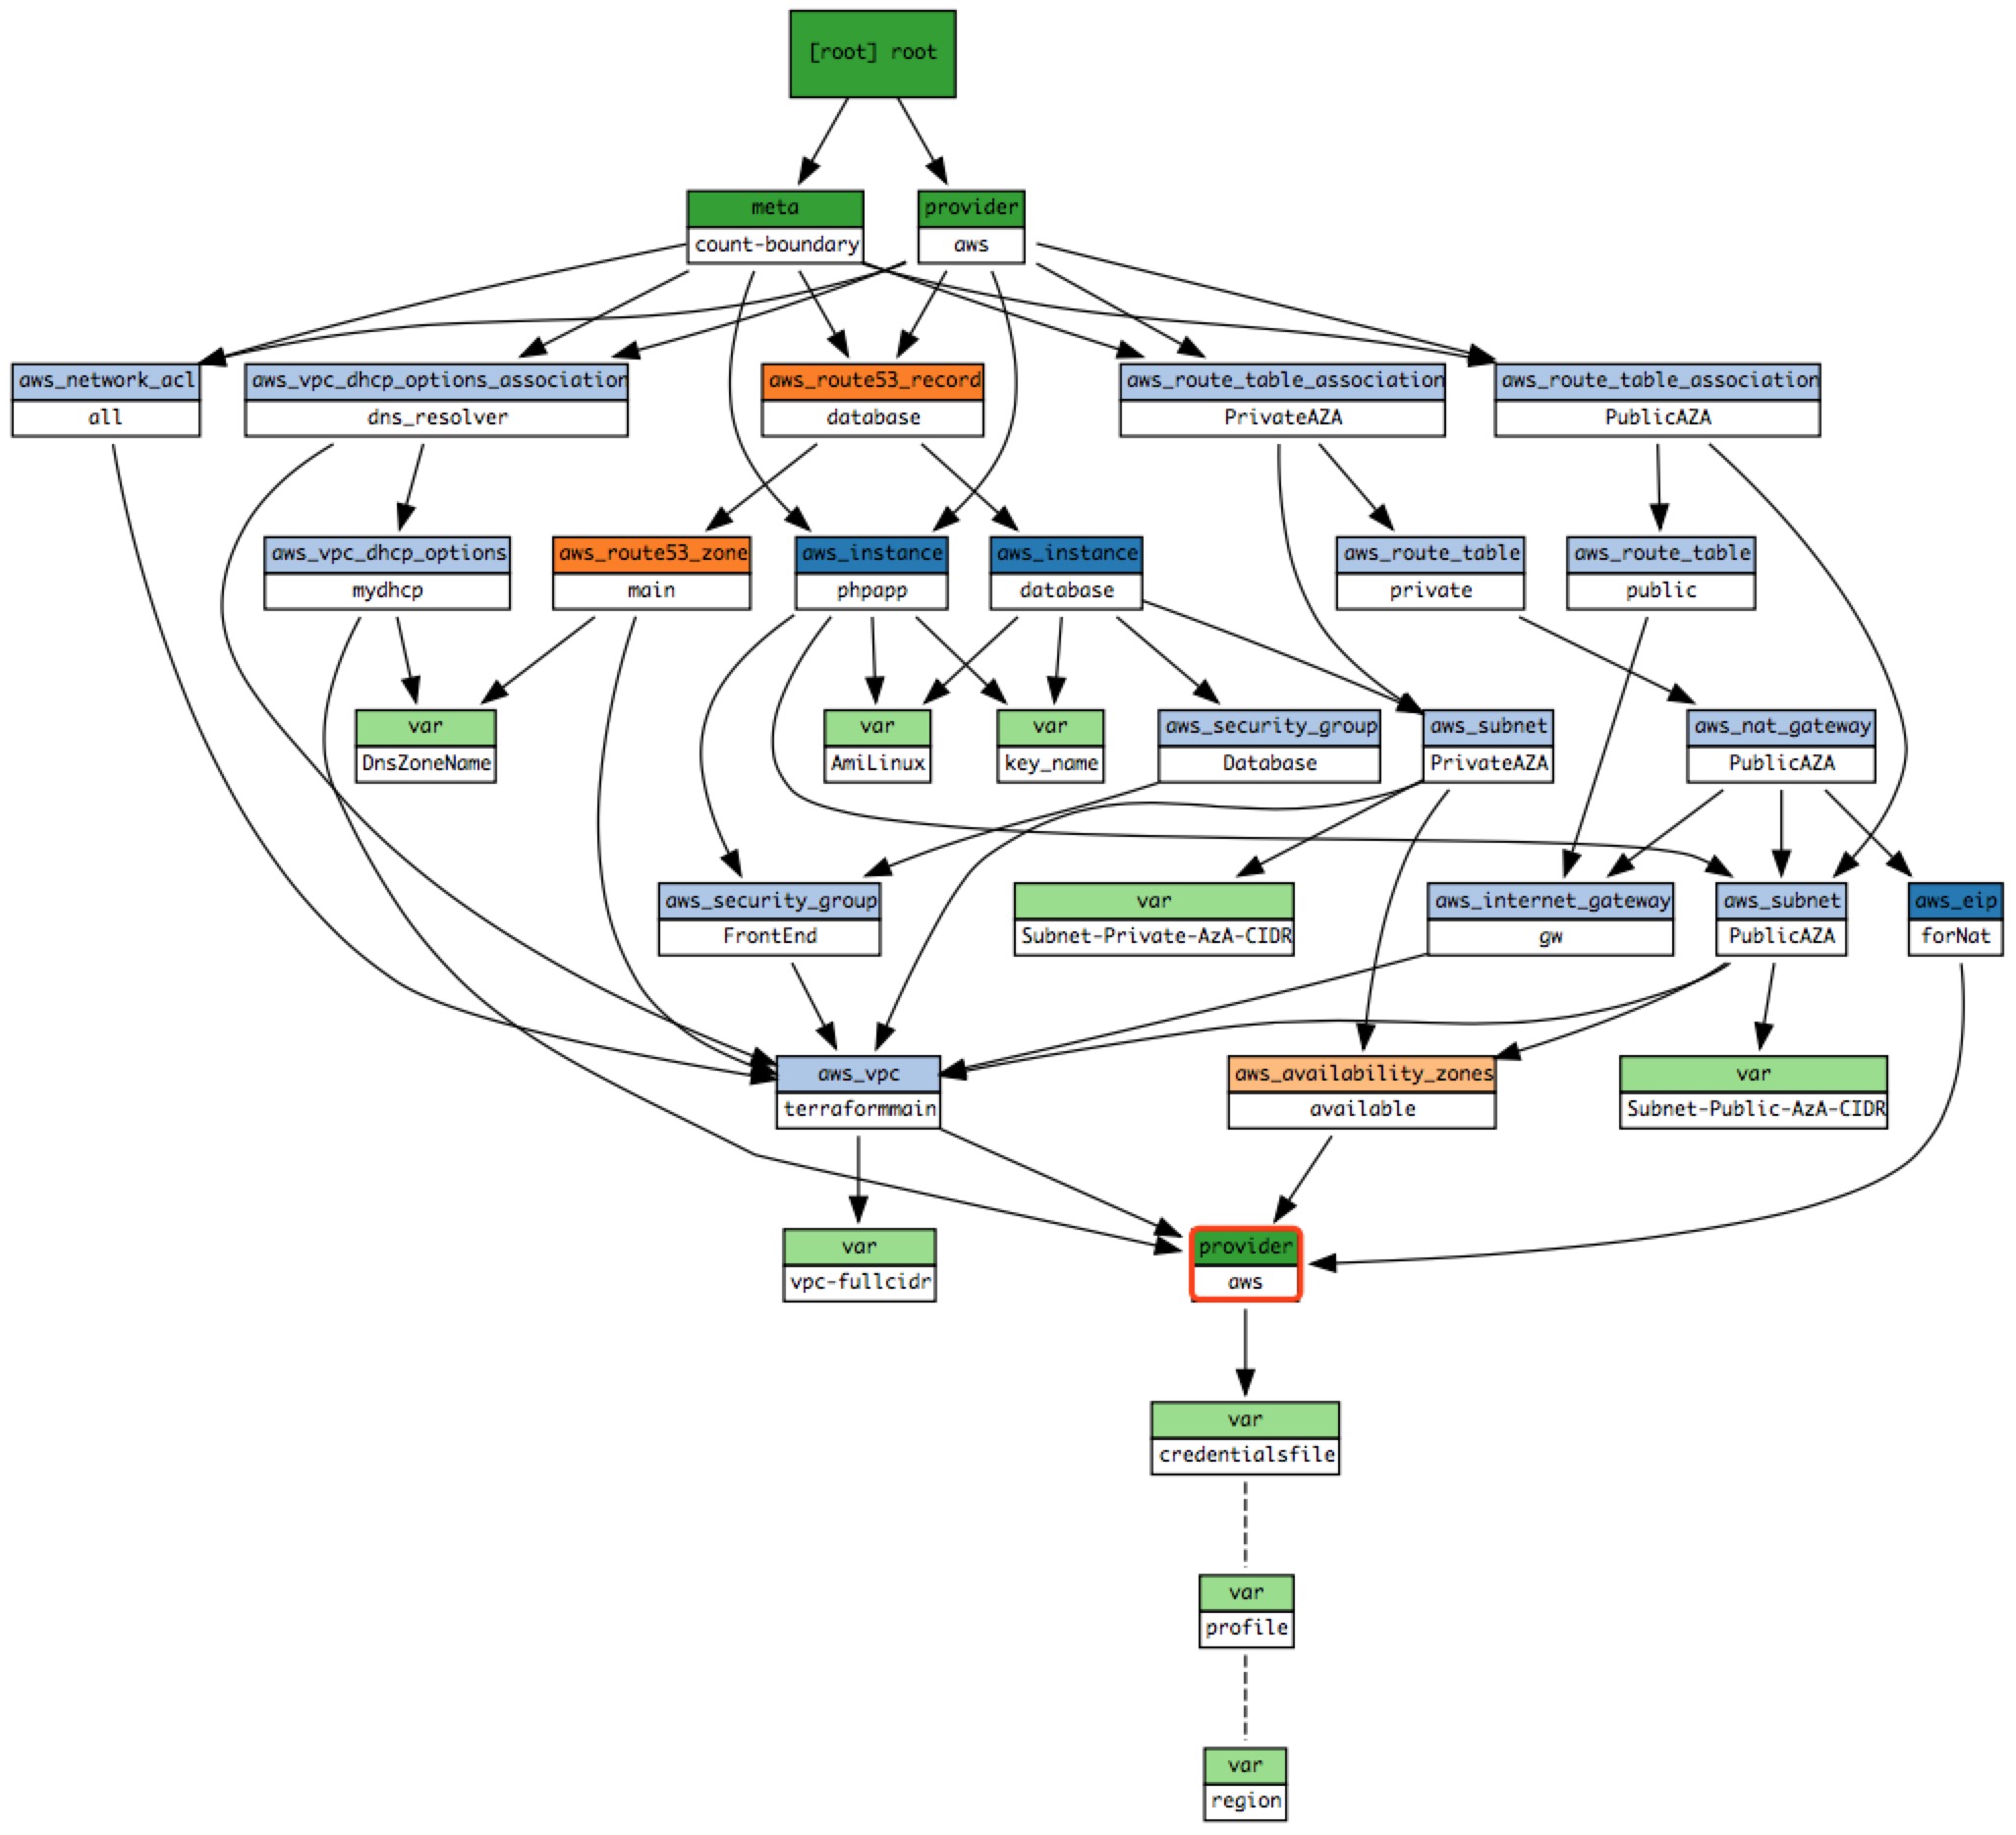 [root] root
meta
count-boundary
provider
aws
aws_network_acl
all
aws_vpc_dhcp_options_association
dns_resolver
aws_route53_record
database
aws_route_table_association
PrivateAZA
aws_route_table_association
PublicAZA
aws_vpc_dhcp_options
mydhcp
aws_route53_zone
main
aws_instance
phpapp
aws_instance
database
aws_route_table
private
aws_route_table
public
var
DnsZoneName
var
AmiLinux
var
key_name
aws_security_group
Database
aws_subnet
PrivateAZA
aws_nat_gateway
PublicAZA
aws_security_group
FrontEnd
var
Subnet-Private-AzA-CIDR
aws_internet_gateway
gw
aws_subnet
PublicAZA
aws_eip
forNat
aws_vpc
terraformmain
aws_availability_zones
available
var
Subnet-Public-AzA-CIDR
var
vpc-fullcidr
provider
aws
var
credentialsfile
var
profile
var
region